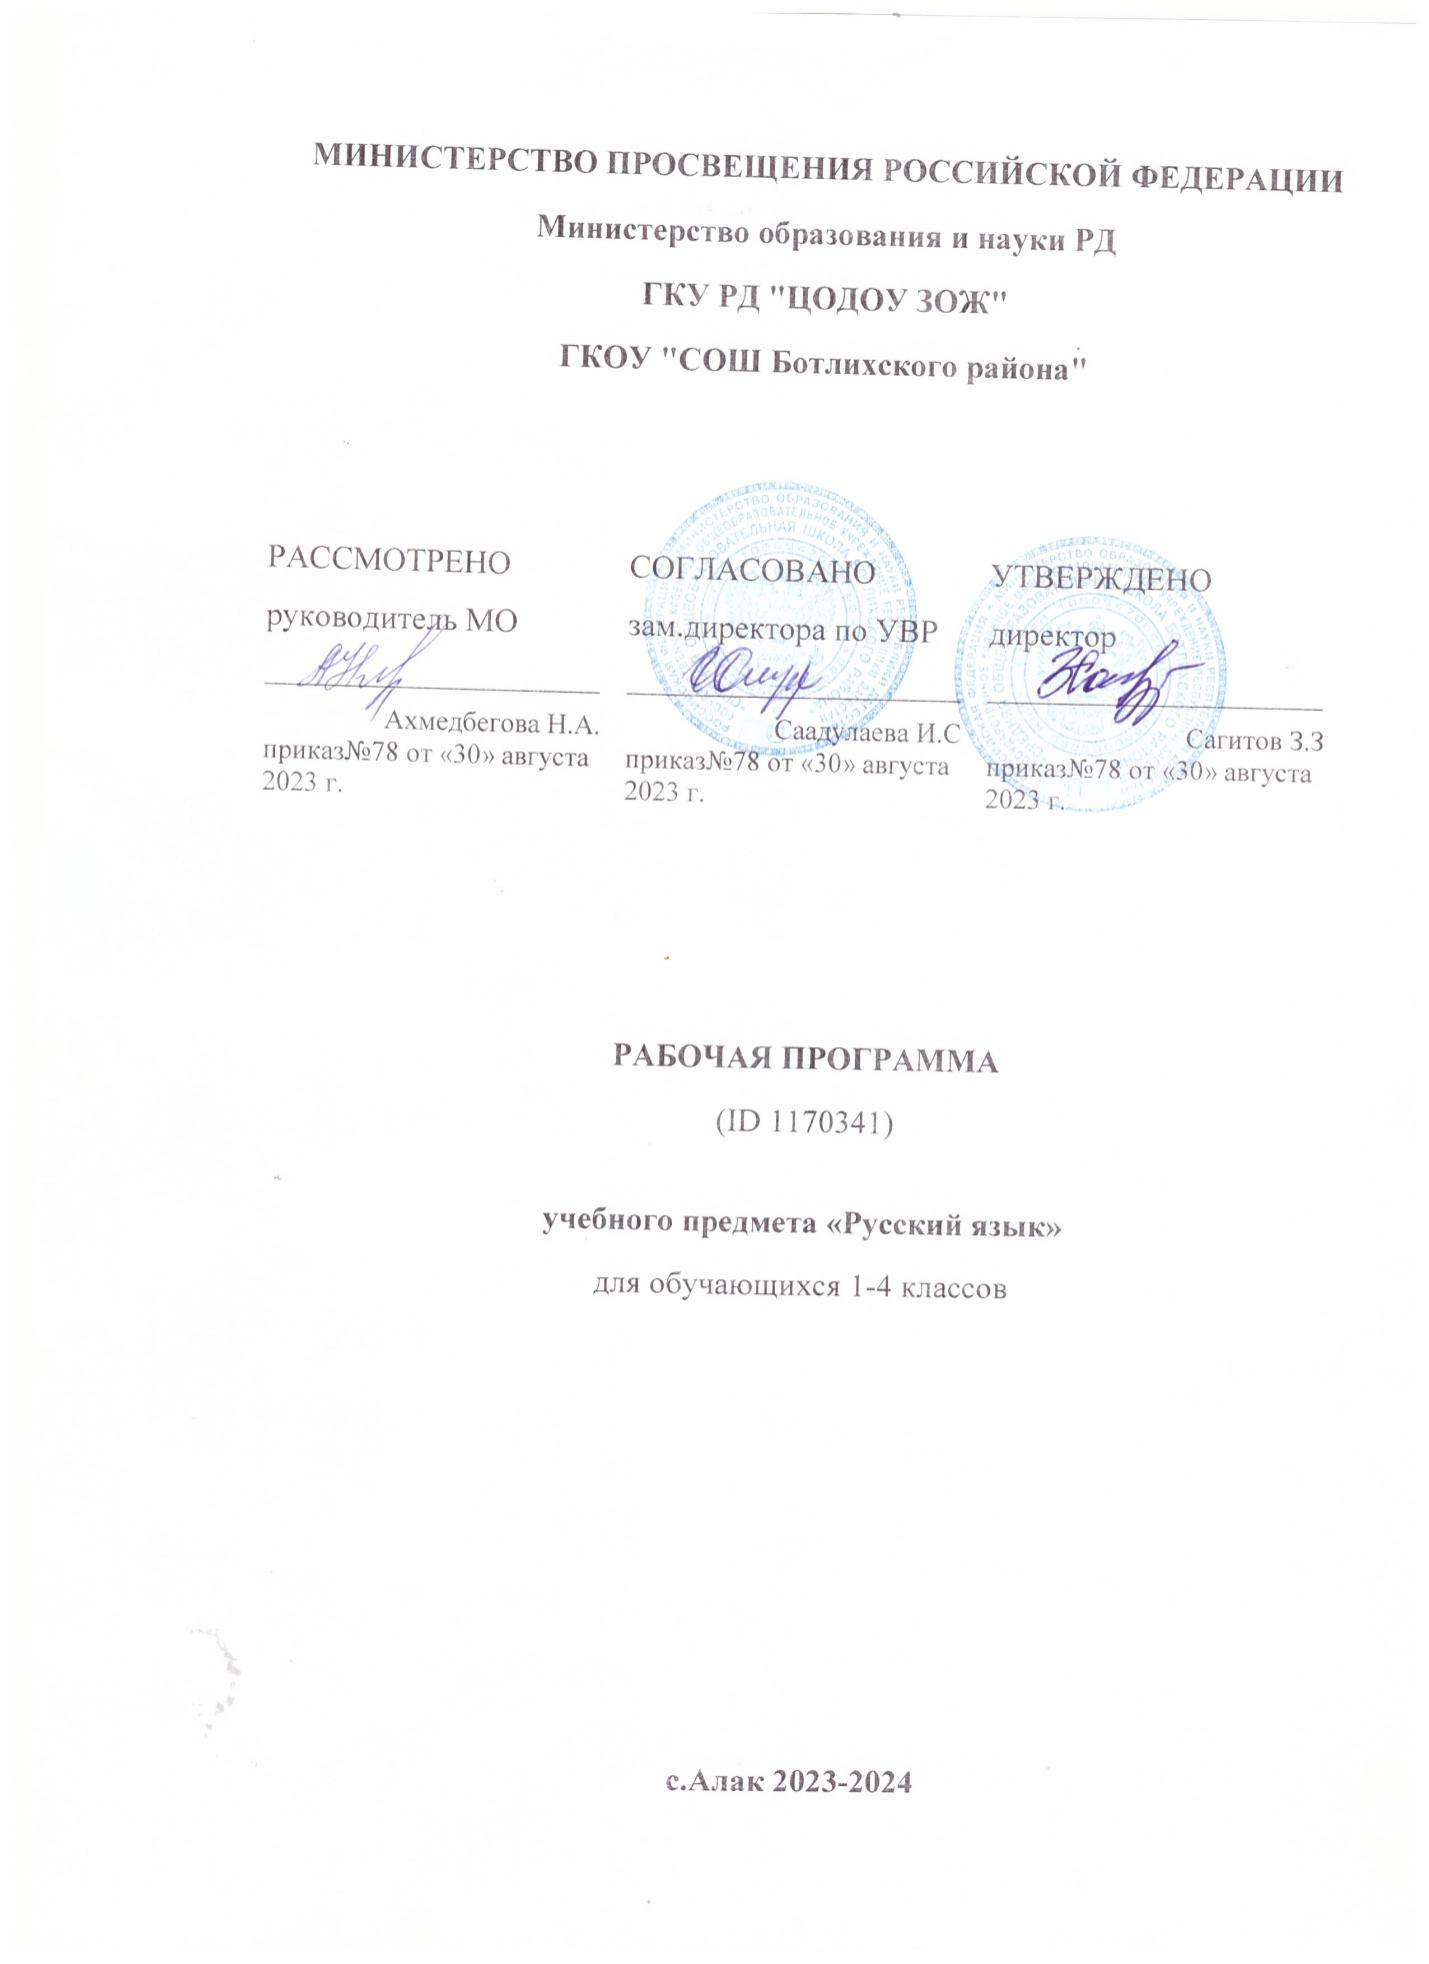 МИНИСТЕРСТВО ПРОСВЕЩЕНИЯ РОССИЙСКОЙ ФЕДЕРАЦИИ
Министерство образования и науки РД
ГКУ РД "ЦОДОУ ЗОЖ"
ГКОУ "СОШ Ботлихского района"
РАССМОТРЕНО
руководитель МО
Ахмедбегова Н.А.
приказ№78 от «30» августа
2023 г.
СОГЛАСОВАНО
зам.директора по УВР
Саадулаева И.С
приказ№78 от «30» августа
2023 г.
УТВЕРЖДЕНО
директор
Сагитов З.З
приказ№78 от «30» августа
2023 г.
РАБОЧАЯ ПРОГРАММА
(ID 1170341)
учебного предмета «Русский язык»
для обучающихся 1-4 классов
с.Алак 2023-2024